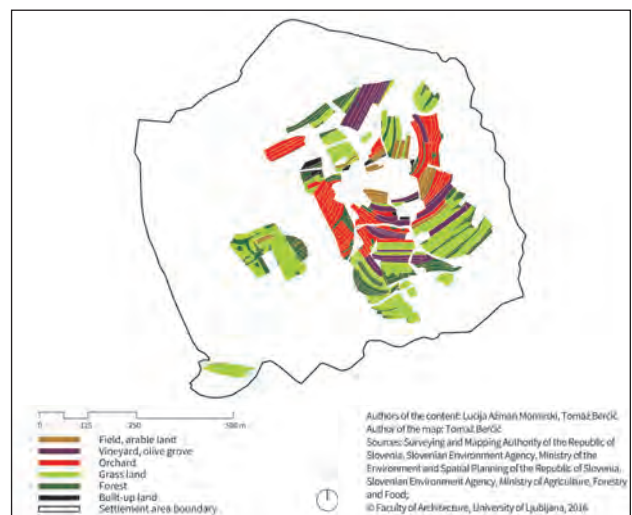 0 125 250 500 m
Field, arable land
Vineyard, olive grove
Orchard
Grass land
Forest
Built-up land
Settlement area boundary
Authors of the content: Lucija Ažman Momirski, Tomaž Berčič
Author of the map: Tomaž Berčič
Sources: Surveying and Mapping Authority of the Republic of
Slovenia, Slovenian Environment Agency, Ministry of the
Environment and Spatial Planning of the Republic of Slovenia,
Slovenian Environment Agency, Ministry of Agriculture, Forestry
and Food;
© Faculty of Architecture, University of Ljubljana, 2016